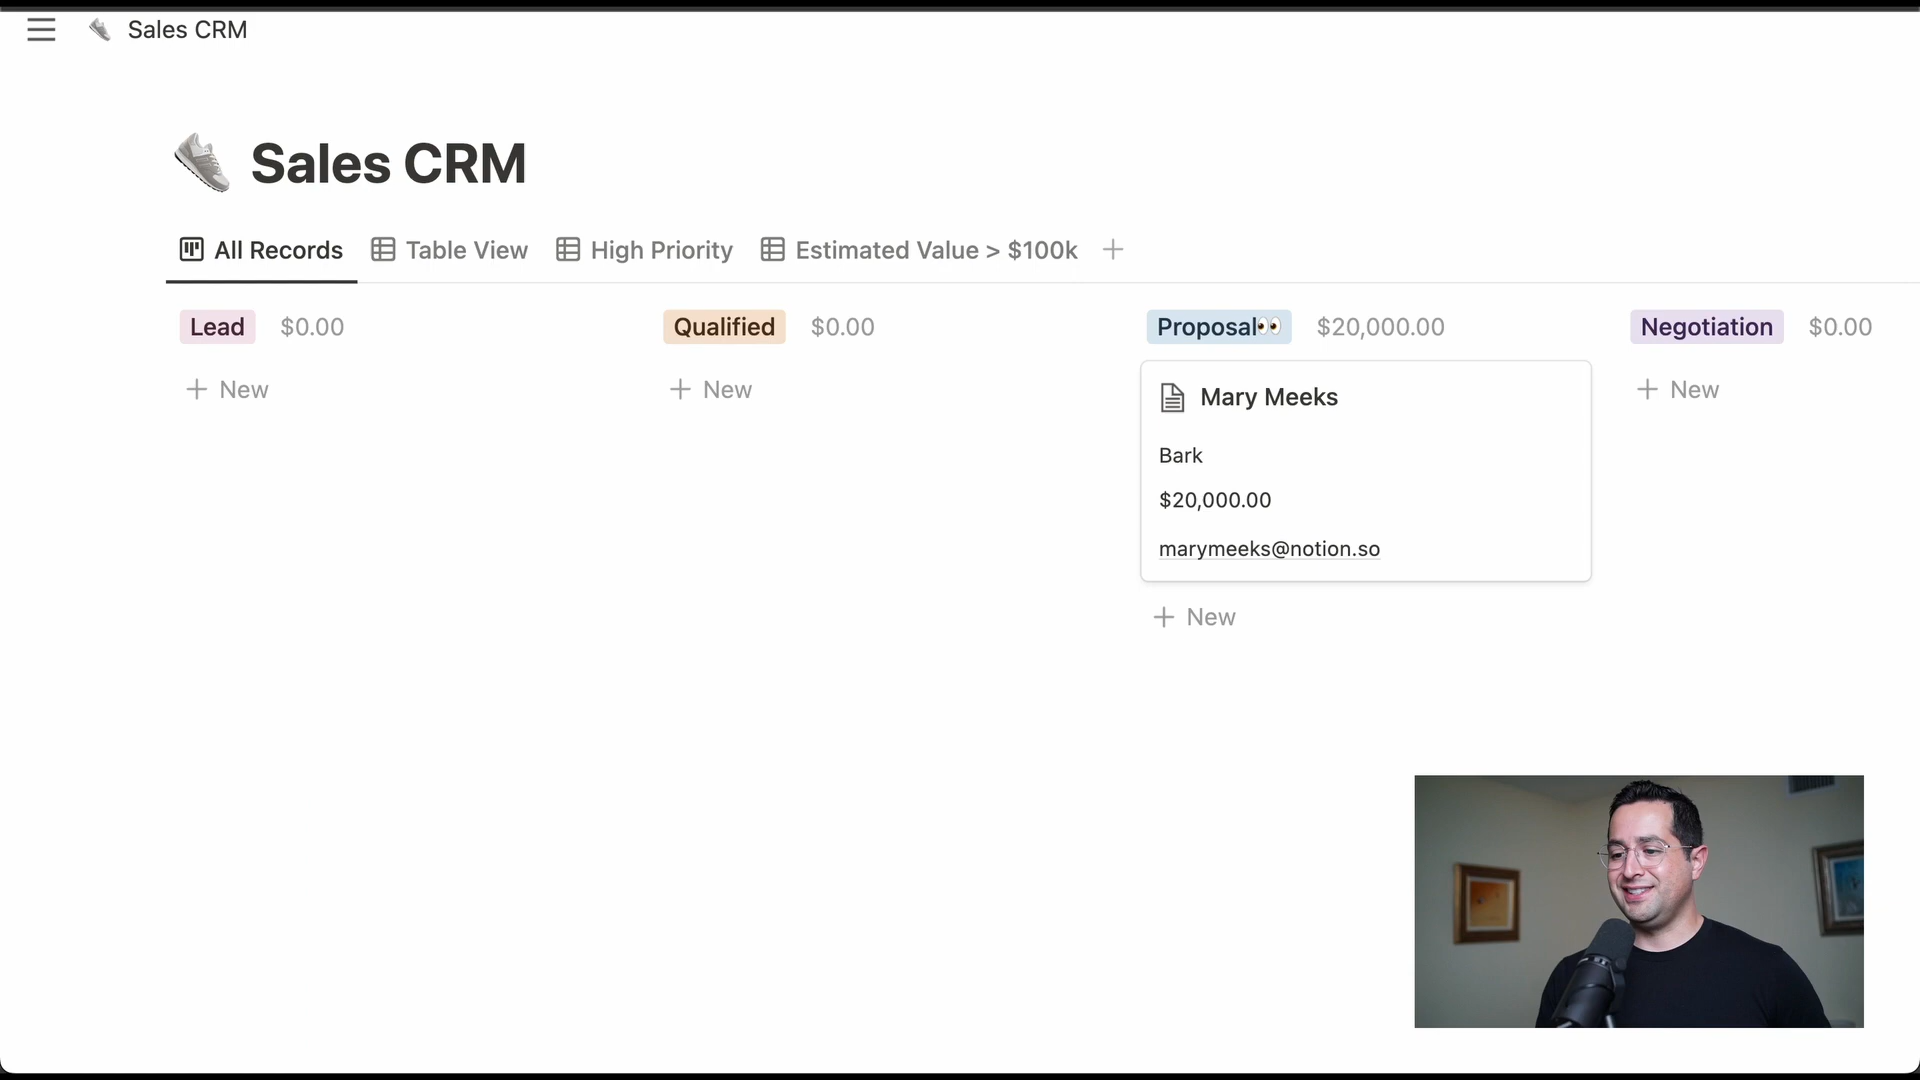 Sales CRM
Sales CRM
All Records Table View High Priority Estimated Value > $100k
Lead $0.00 Qualified $0.00 Proposal👀 $20,000.00 Negotiation $0.00
New New Mary Meeks New
Bark
$20,000.00
marymeeks@notion.so
New